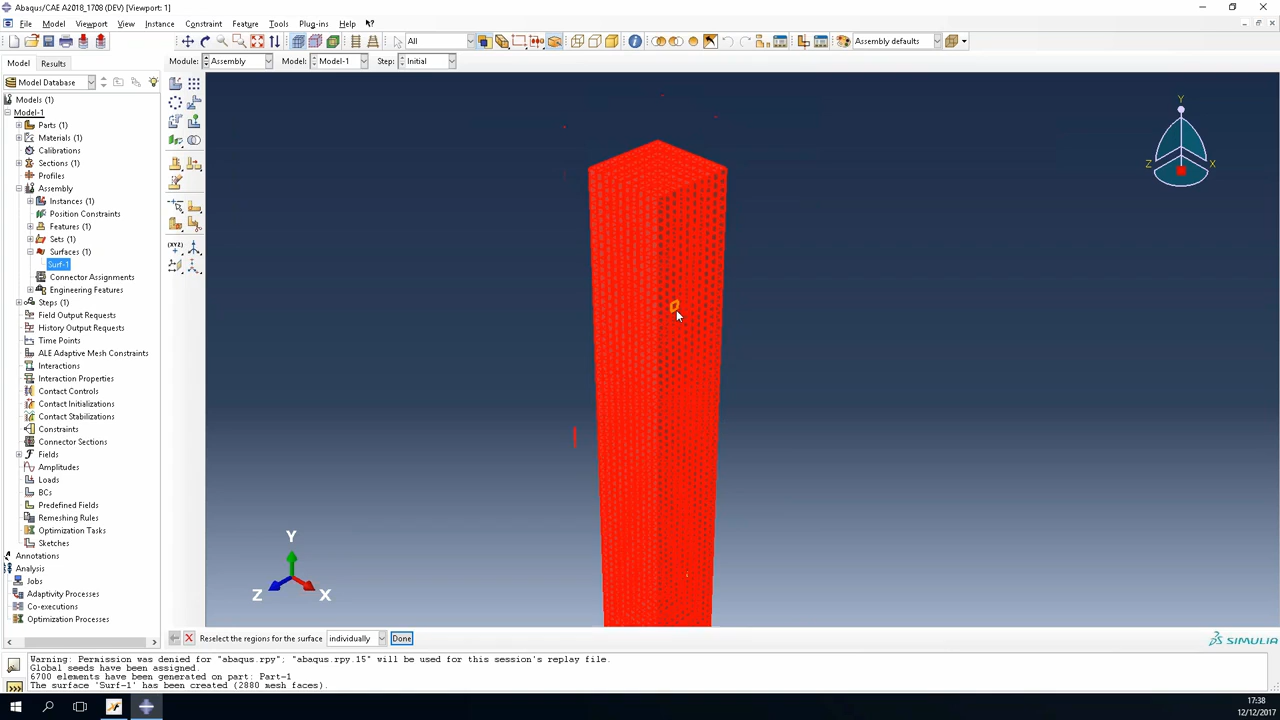 Abaqus/CAE A2018_1708 (DEV) [Viewport: 1]
File Model Viewport View Instance Constraint Feature Tools Plug-ins Help
All
Assembly defaults
Model Results
Module: Assembly Model: Model-1 Step: Initial
Model Database
Models (1)
Model-1
Parts (1)
Materials (1)
Calibrations
Sections (1)
Profiles
Assembly
Instances (1)
Position Constraints
Features (1)
Sets (1)
Surfaces (1)
Surf-1
Connector Assignments
Engineering Features
Steps (1)
Field Output Requests
History Output Requests
Time Points
ALE Adaptive Mesh Constraints
Interactions
Interaction Properties
Contact Controls
Contact Initializations
Contact Stabilizations
Constraints
Connector Sections
Fields
Amplitudes
Loads
BCs
Predefined Fields
Remeshing Rules
Optimization Tasks
Sketches
Annotations
Analysis
Jobs
Adaptivity Processes
Co-executions
Optimization Processes
(XYZ)
Y
Z X
Y
Z X
Reselect the regions for the surface individually Done
SIMULIA
Warning: Permission was denied for "abaqus.rpy"; "abaqus.rpy.15" will be used for this session's replay file.
Global seeds have been assigned.
6700 elements have been generated on part: Part-1
The surface 'Surf-1' has been created (2880 mesh faces).
>>>
17:38
12/12/2017